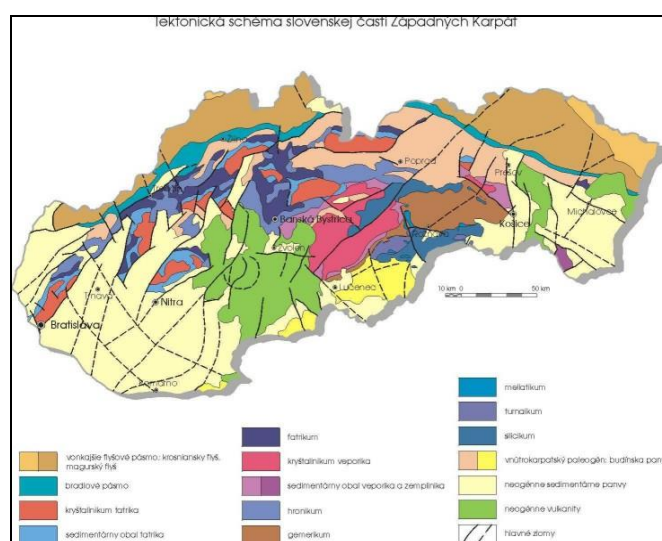 Tektonická schéma slovenskej časti Západných Karpát
Žilina
Poprad
Prešov
Banská Bystrica
Košice
Michalovce
Zvolen
Lučenec
Trnava
Nitra
Bratislava
Komárno
10 km 0 50 km
vonkajšie flyšové pásmo: krosniansky flyš,
magurský flyš
bradlové pásmo
kryštalinikum tatrika
sedimentárny obal tatrika
fatrikum
kryštalinikum veporika
sedimentárny obal veporika a zemplinika
hronikum
gemerikum
meliatikum
turnaikum
silicikum
vnútrokarpatský paleogén: budínska panv
neogénne sedimentárne panvy
neogénne vulkanity
hlavné zlomy